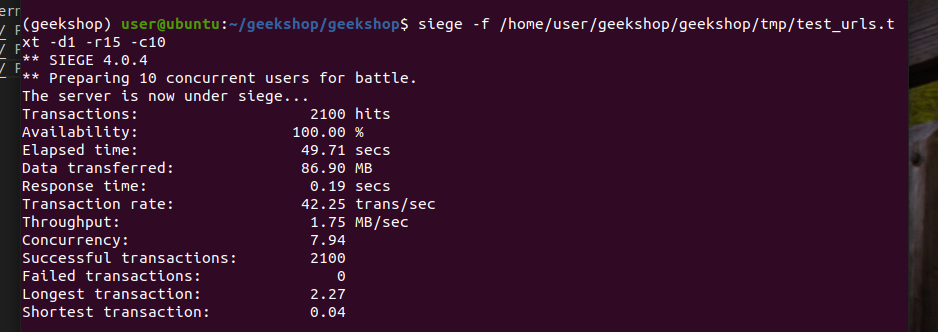 (geekshop) user@ubuntu:~/geekshop/geekshop$ siege -f /home/user/geekshop/geekshop/tmp/test_urls.t
xt -d1 -r15 -c10
** SIEGE 4.0.4
** Preparing 10 concurrent users for battle.
The server is now under siege...
Transactions: 2100 hits
Availability: 100.00 %
Elapsed time: 49.71 secs
Data transferred: 86.90 MB
Response time: 0.19 secs
Transaction rate: 42.25 trans/sec
Throughput: 1.75 MB/sec
Concurrency: 7.94
Successful transactions: 2100
Failed transactions: 0
Longest transaction: 2.27
Shortest transaction: 0.04